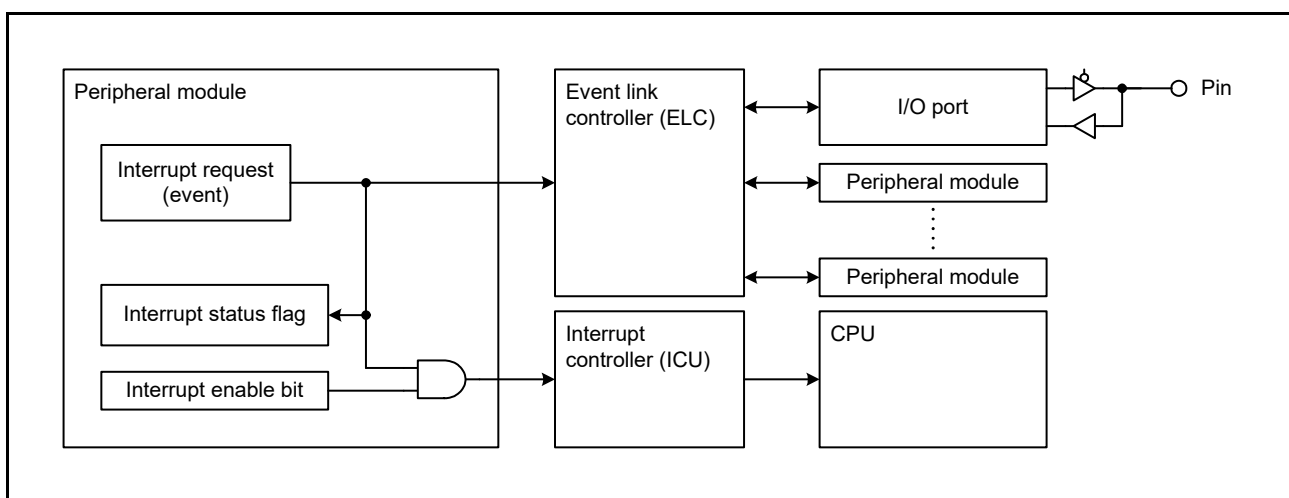 Peripheral module
Interrupt request
(event)
Interrupt status flag
Interrupt enable bit
Event link
controller (ELC)
Interrupt
controller (ICU)
I/O port
Pin
Peripheral module
Peripheral module
CPU